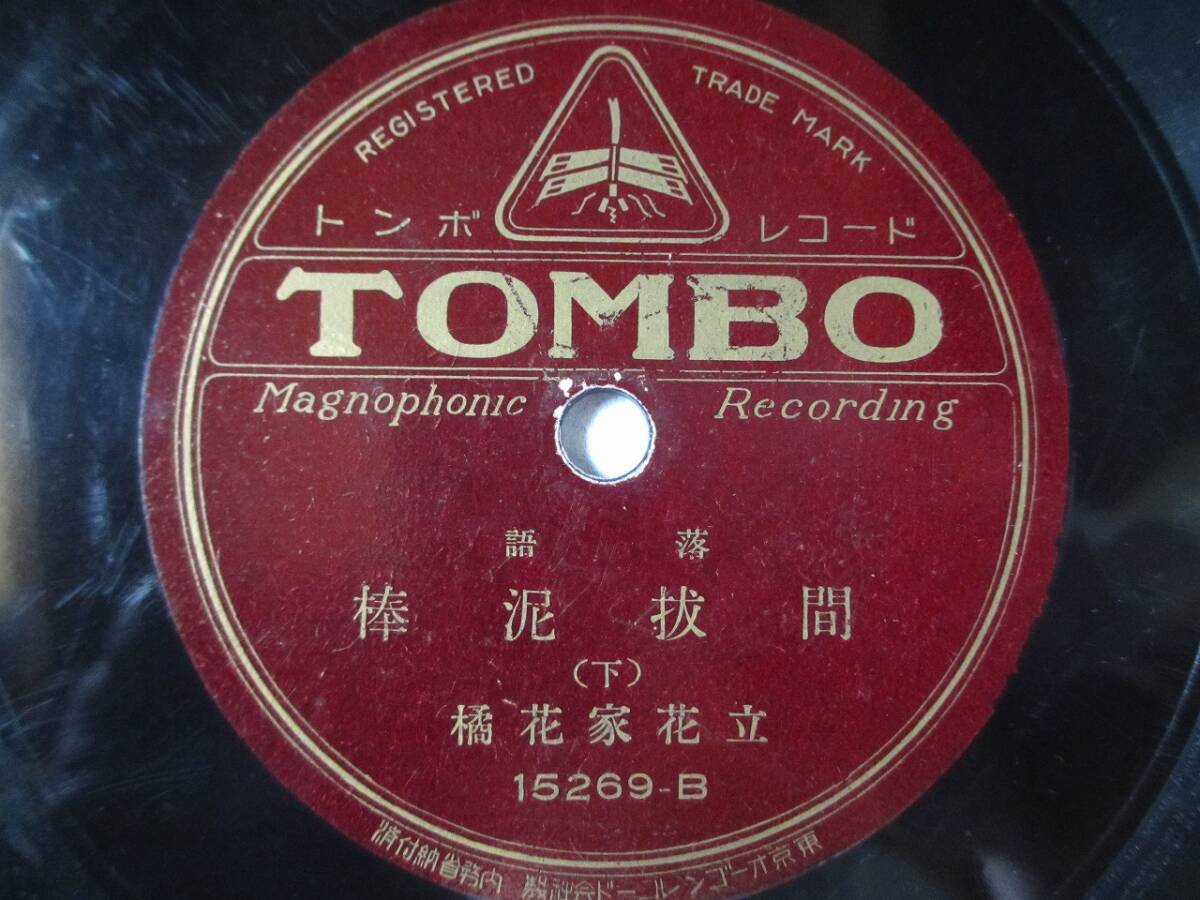 REGISTERED TRADE MARK
トンボ レコード
TOMBO
Magnophonic Recording
落語
間拔泥棒
(下)
立花家花橘
15269-B
東京オーゴンレコード会社製 内務省納付済